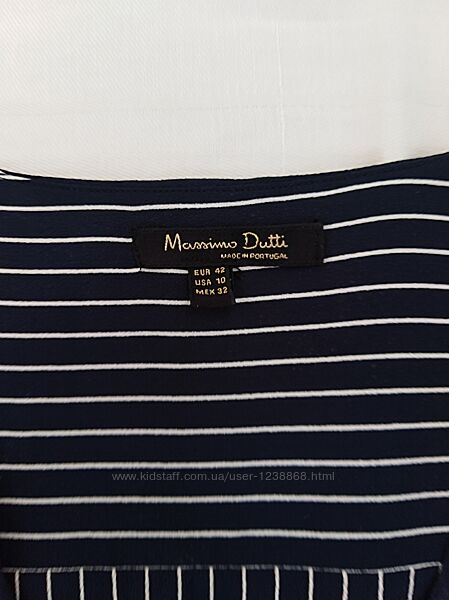 Massimo Dutti
MADE IN PORTUGAL
EUR 42
USA 10
MEX 32
www.kidstaff.com.ua/user-1238868.html